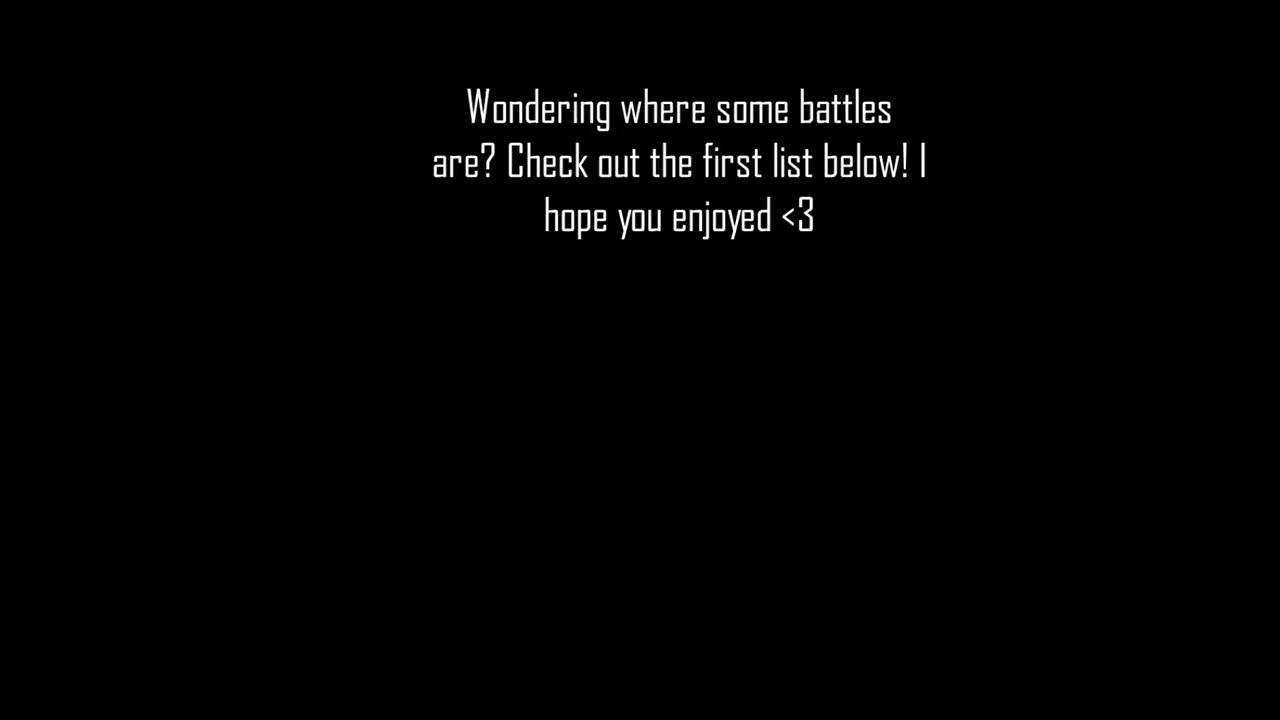 Wondering where some battles
are? Check out the first list below! I
hope you enjoyed <3